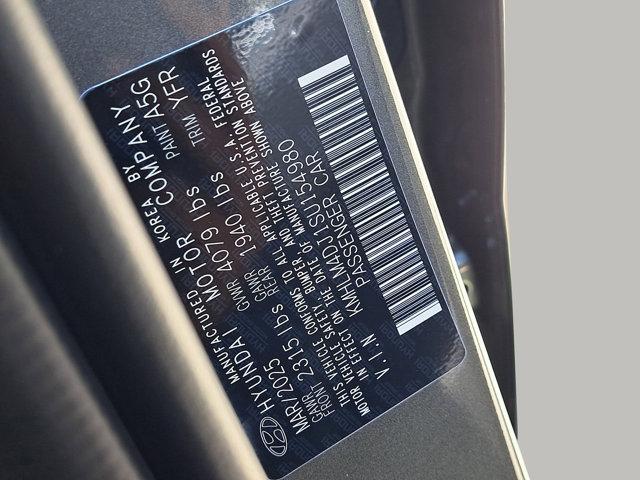 MANUFACTURED IN KOREA BY
HYUNDAI MOTOR COMPANY
MAR/2025 GVWR 4079 lbs PAINT A5G
GAWR FRONT 2315 lbs GAWR REAR 1940 lbs TRIM YFR
THIS VEHICLE CONFORMS TO ALL APPLICABLE U.S.A. FEDERAL
MOTOR VEHICLE SAFETY, BUMPER AND THEFT PREVENTION STANDARDS
IN EFFECT ON THE DATE OF MANUFACTURE SHOWN ABOVE
V.I.N KMHLM4DJ1SU154980
PASSENGER CAR